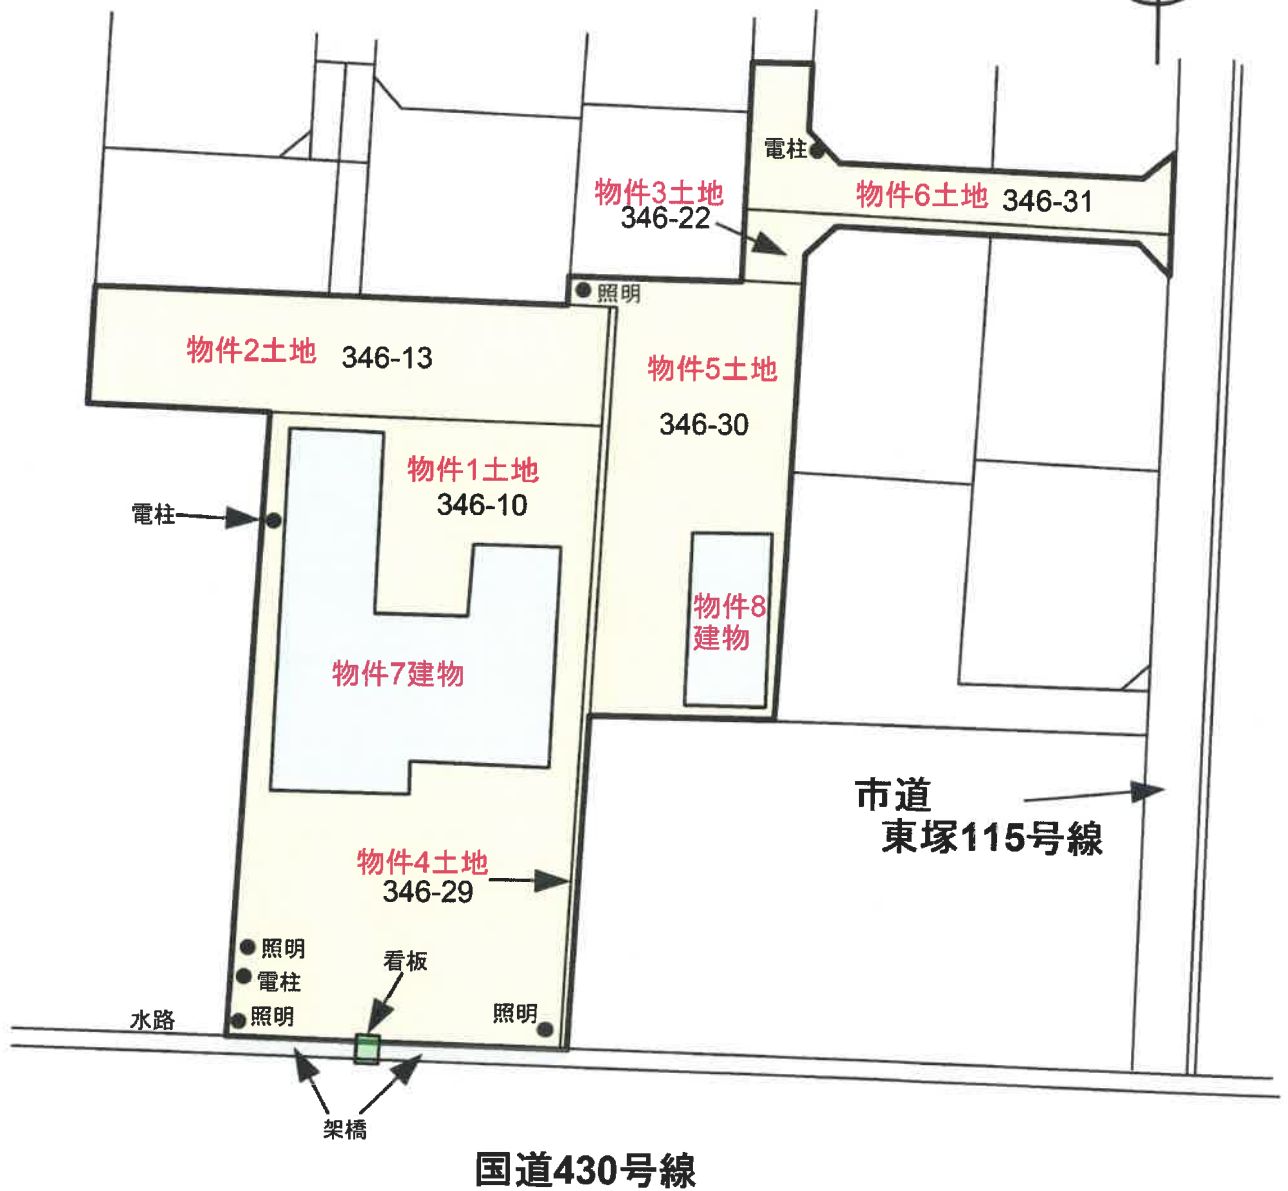 電柱
物件3土地
346-22
物件6土地 346-31
照明
物件2土地 346-13
物件5土地
346-30
物件1土地
346-10
電柱
物件8
建物
物件7建物
市道
東塚115号線
物件4土地
346-29
照明
看板
電柱
照明
照明
水路
架橋
国道430号線